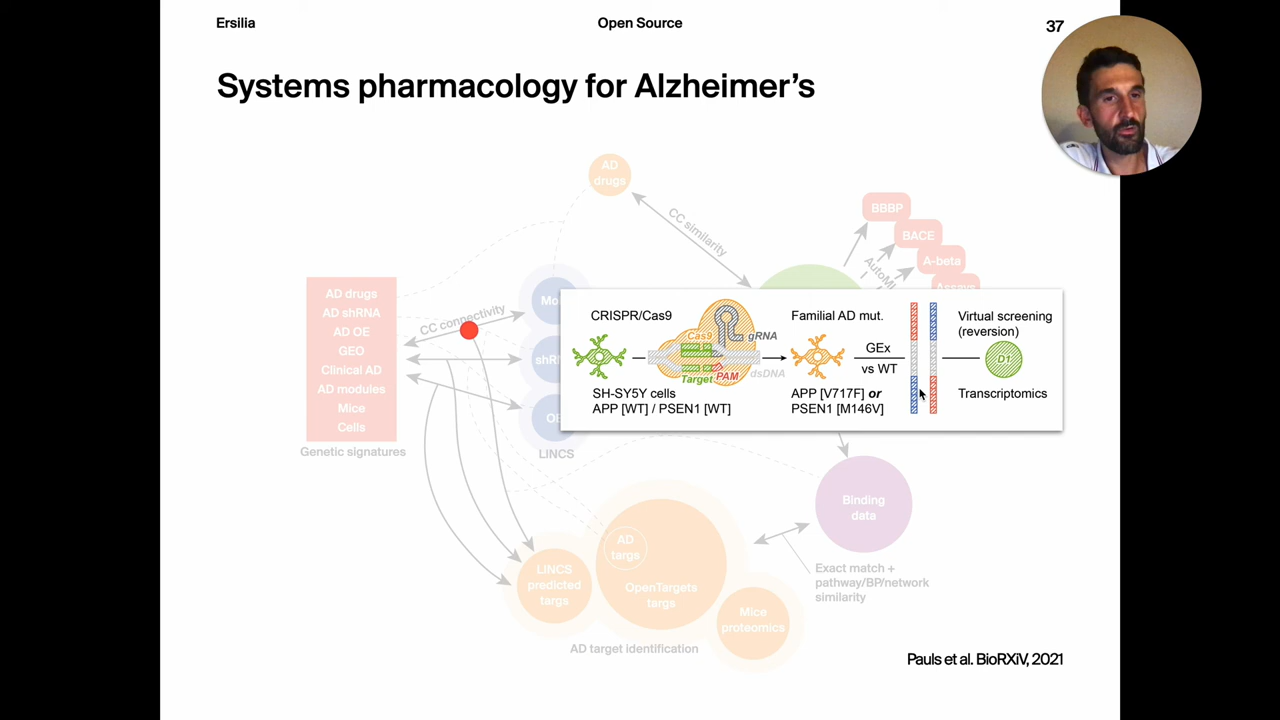 Ersilia
Open Source
37
Systems pharmacology for Alzheimer's
AD
drugs
CC similarity
BBBP
BACE
A-beta
Assays
AD drugs
AD shRNA
AD OE
GEO
Clinical AD
AD modules
Mice
Cells
Genetic signatures
CC connectivity
LINCS
CRISPR/Cas9
Cas9
gRNA
Target
PAM
dsDNA
SH-SY5Y cells
APP [WT] / PSEN1 [WT]
Familial AD mut.
APP [V717F] or
PSEN1 [M146V]
GEx
vs WT
Virtual screening
(reversion)
D1
Transcriptomics
Binding
data
Exact match +
pathway/BP/network
similarity
LINCS
predicted
targs
AD
targs
OpenTargets
targs
Mice
proteomics
AD target identification
Pauls et al. BioRXiV, 2021